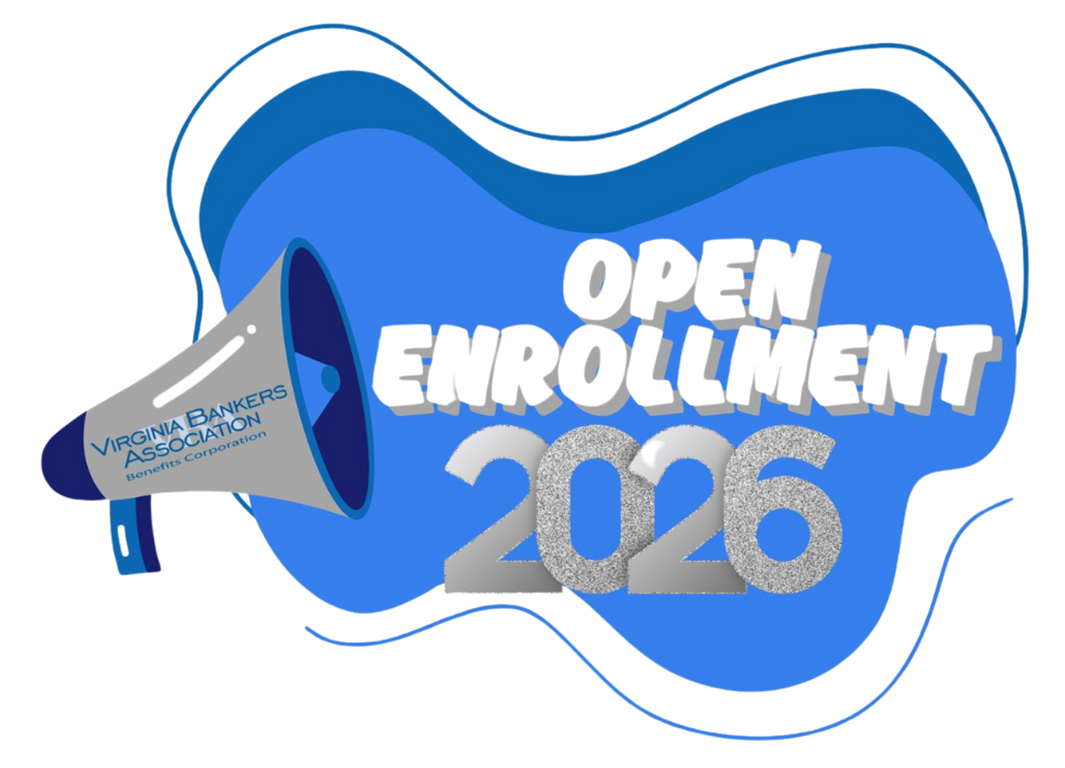 OPEN
ENROLLMENT
2026
VIRGINIA BANKERS
ASSOCIATION
Benefits Corporation